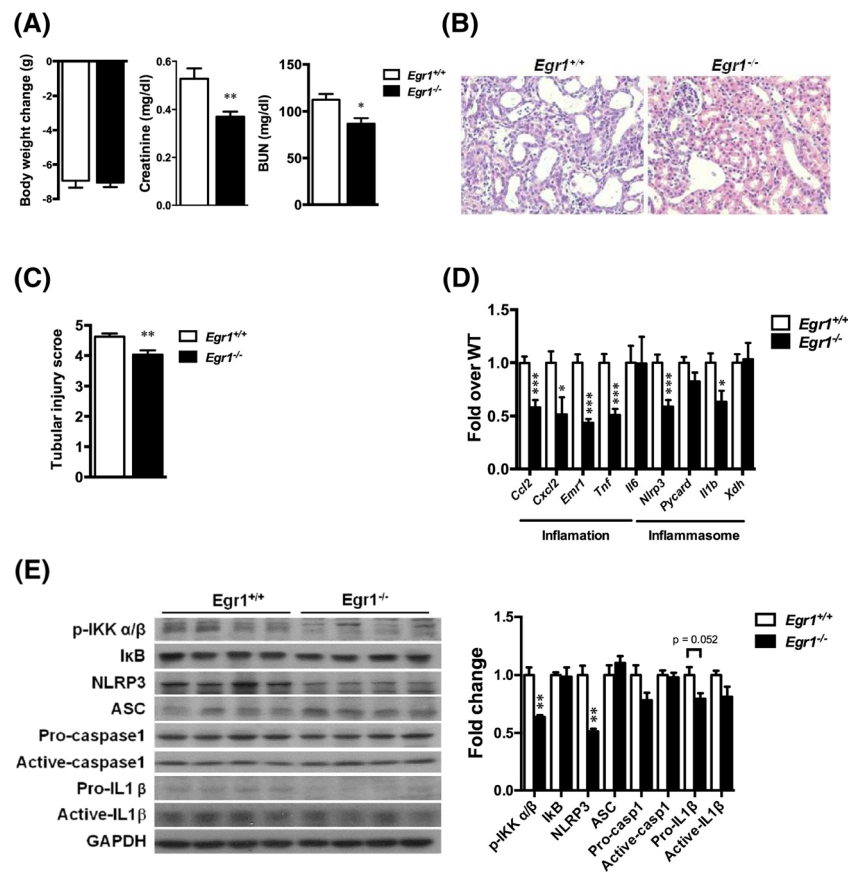 (A)
Body weight change (g)
0
-2
-4
-6
-8
Creatinine (mg/dl)
0.6
0.4
0.2
0.0
**
BUN (mg/dl)
150
100
50
0
*
Egr1+/+
Egr1-/-
(B)
Egr1+/+ Egr1-/-
(C)
Tubular injury scroe
5
4
3
2
1
0
**
Egr1+/+
Egr1-/-
(D)
Fold over WT
1.5
1.0
0.5
0.0
*** * *** *** *** *
Egr1+/+
Egr1-/-
Ccl2 Cxcl2 Emr1 Tnf Il6 Nlrp3 Pycard Il1b Xdh
Inflamation Inflammasome
(E)
Egr1+/+ Egr1-/-
p-IKK α/β
IκB
NLRP3
ASC
Pro-caspase1
Active-caspase1
Pro-IL1 β
Active-IL1β
GAPDH
Fold change
1.5
1.0
0.5
0.0
** **
p = 0.052
Egr1+/+
Egr1-/-
p-IKK α/β IkB NLRP3 ASC Pro-casp1 Active-casp1 Pro-IL1β Active-IL1β